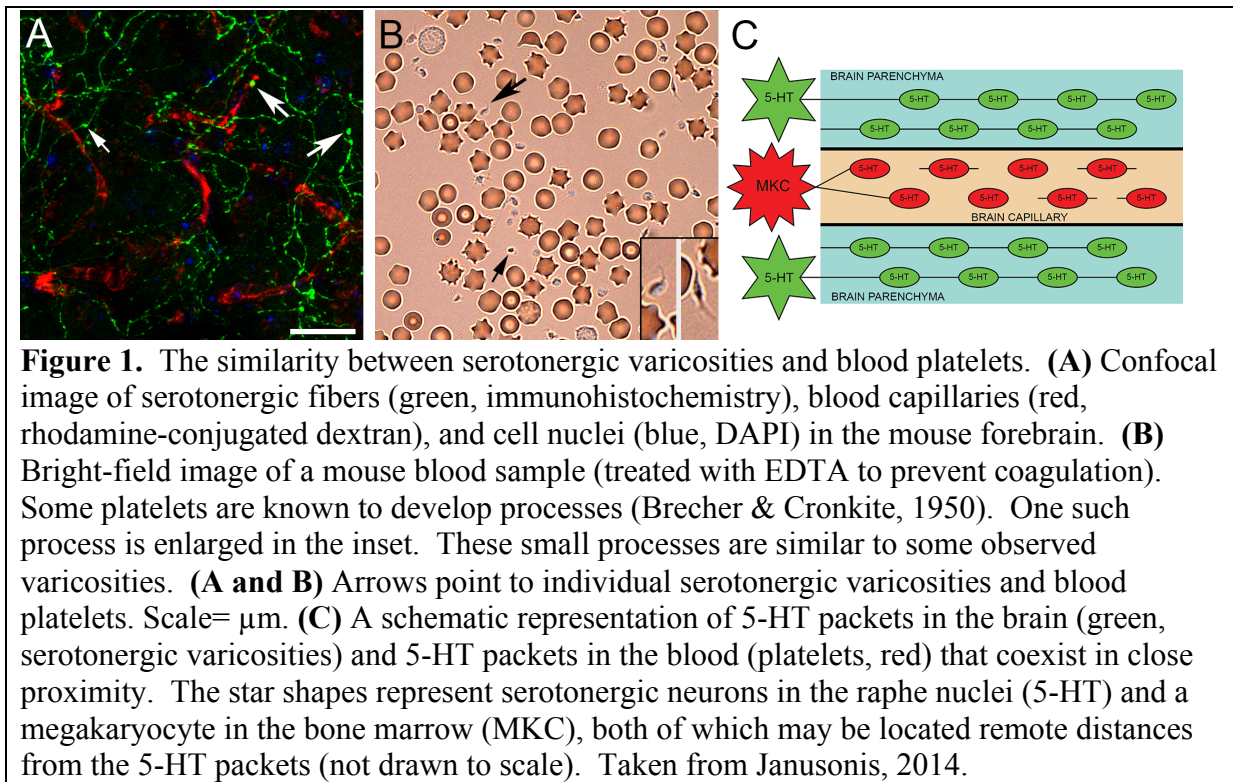 A
B
C
BRAIN PARENCHYMA
5-HT
5-HT 5-HT 5-HT 5-HT
5-HT 5-HT 5-HT 5-HT
MKC
5-HT 5-HT 5-HT 5-HT
5-HT 5-HT 5-HT 5-HT
BRAIN CAPILLARY
5-HT
5-HT 5-HT 5-HT 5-HT
5-HT 5-HT 5-HT 5-HT
BRAIN PARENCHYMA
Figure 1. The similarity between serotonergic varicosities and blood platelets. (A) Confocal
image of serotonergic fibers (green, immunohistochemistry), blood capillaries (red,
rhodamine-conjugated dextran), and cell nuclei (blue, DAPI) in the mouse forebrain. (B)
Bright-field image of a mouse blood sample (treated with EDTA to prevent coagulation).
Some platelets are known to develop processes (Brecher & Cronkite, 1950). One such
process is enlarged in the inset. These small processes are similar to some observed
varicosities. (A and B) Arrows point to individual serotonergic varicosities and blood
platelets. Scale= µm. (C) A schematic representation of 5-HT packets in the brain (green,
serotonergic varicosities) and 5-HT packets in the blood (platelets, red) that coexist in close
proximity. The star shapes represent serotonergic neurons in the raphe nuclei (5-HT) and a
megakaryocyte in the bone marrow (MKC), both of which may be located remote distances
from the 5-HT packets (not drawn to scale). Taken from Janusonis, 2014.